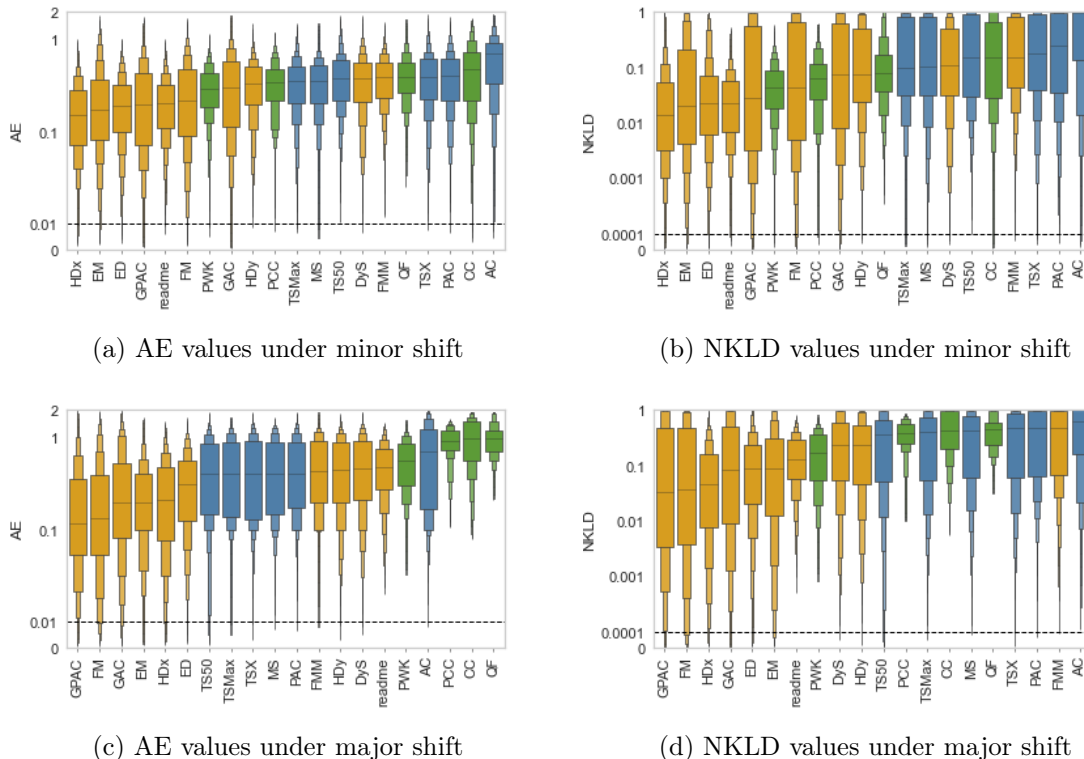 2
1
0.1
0.01
0
AE
HDx EM ED GPAC readme FM PWK GAC HDy PCC TSMax MS TS50 DyS FMM QF TSX PAC CC AC
(a) AE values under minor shift
1
0.1
0.01
0.001
0.0001
0
NKLD
HDx EM ED readme GPAC PWK FM PCC GAC HDy QF TSMax MS DyS TS50 CC FMM TSX PAC AC
(b) NKLD values under minor shift
2
1
0.1
0.01
0
AE
GPAC FM GAC EM HDx ED TS50 TSMax TSX MS PAC FMM HDy DyS readme PWK AC PCC CC QF
(c) AE values under major shift
1
0.1
0.01
0.001
0.0001
0
NKLD
GPAC FM HDx GAC ED EM readme PWK DyS HDy TS50 PCC TSMax CC MS QF TSX PAC FMM AC
(d) NKLD values under major shift